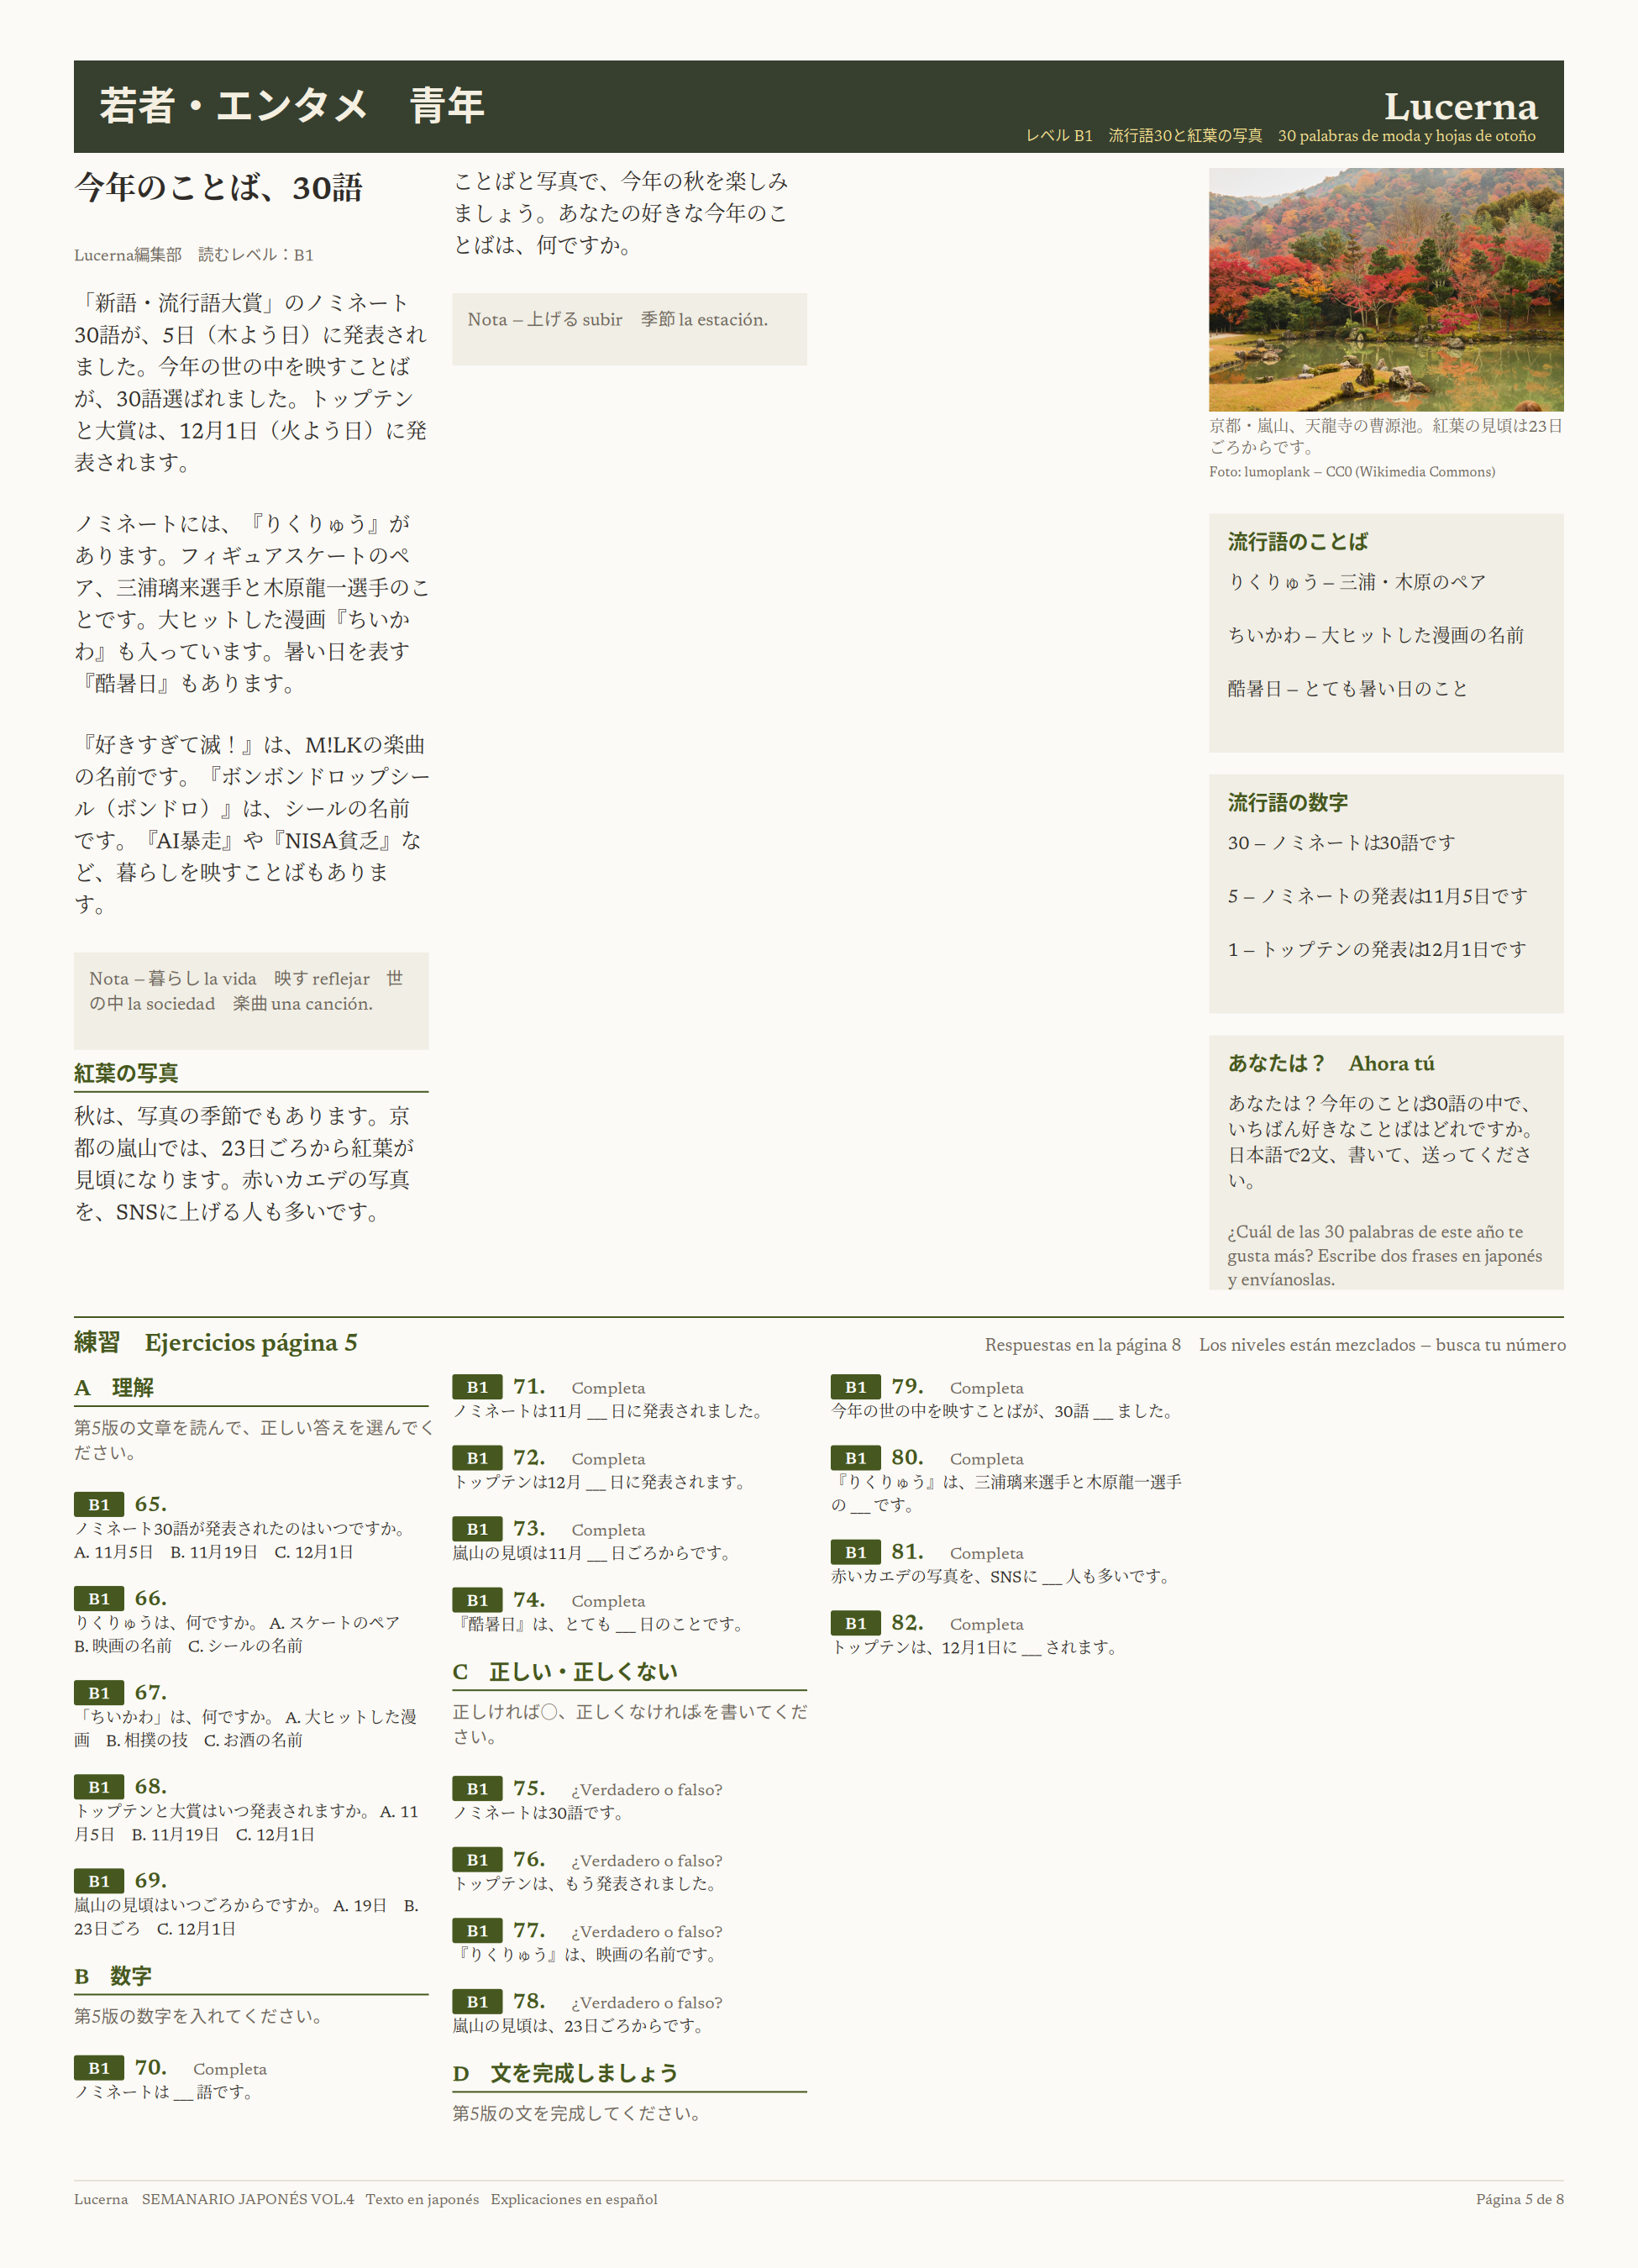 若者・エンタメ　青年
Lucerna
レベル B1　流行語30と紅葉の写真　30 palabras de moda y hojas de otoño
今年のことば、30語
Lucerna編集部　読むレベル：B1
「新語・流行語大賞」のノミネート
30語が、5日（木よう日）に発表され
ました。今年の世の中を映すことば
が、30語選ばれました。トップテン
と大賞は、12月1日（火よう日）に発
表されます。
ノミネートには、『りくりゅう』が
あります。フィギュアスケートのペ
ア、三浦璃来選手と木原龍一選手のこ
とです。大ヒットした漫画『ちいか
わ』も入っています。暑い日を表す
『酷暑日』もあります。
『好きすぎて滅！』は、M!LKの楽曲
の名前です。『ボンボンドロップシー
ル（ボンドロ）』は、シールの名前
です。『AI暴走』や『NISA貧乏』な
ど、暮らしを映すことばもありま
す。
Nota – 暮らし la vida　映す reflejar　世
の中 la sociedad　楽曲 una canción.
紅葉の写真
秋は、写真の季節でもあります。京
都の嵐山では、23日ごろから紅葉が
見頃になります。赤いカエデの写真
を、SNSに上げる人も多いです。
ことばと写真で、今年の秋を楽しみ
ましょう。あなたの好きな今年のこ
とばは、何ですか。
Nota – 上げる subir　季節 la estación.
京都・嵐山、天龍寺の曹源池。紅葉の見頃は23日
ごろからです。
Foto: lumoplank – CC0 (Wikimedia Commons)
流行語のことば
りくりゅう – 三浦・木原のペア
ちいかわ – 大ヒットした漫画の名前
酷暑日 – とても暑い日のこと
流行語の数字
30 – ノミネートは30語です
5 – ノミネートの発表は11月5日です
1 – トップテンの発表は12月1日です
あなたは？　Ahora tú
あなたは？今年のことば30語の中で、
いちばん好きなことばはどれですか。
日本語で2文、書いて、送ってくださ
い。
¿Cuál de las 30 palabras de este año te
gusta más? Escribe dos frases en japonés
y envíanoslas.
練習　Ejercicios página 5
Respuestas en la página 8　Los niveles están mezclados – busca tu número
A　理解
第5版の文章を読んで、正しい答えを選んでく
ださい。
B1 65.
ノミネート30語が発表されたのはいつですか。
A. 11月5日　B. 11月19日　C. 12月1日
B1 66.
りくりゅうは、何ですか。 A. スケートのペア
B. 映画の名前　C. シールの名前
B1 67.
「ちいかわ」は、何ですか。 A. 大ヒットした漫
画　B. 相撲の技　C. お酒の名前
B1 68.
トップテンと大賞はいつ発表されますか。 A. 11
月5日　B. 11月19日　C. 12月1日
B1 69.
嵐山の見頃はいつごろからですか。 A. 19日　B.
23日ごろ　C. 12月1日
B　数字
第5版の数字を入れてください。
B1 70. Completa
ノミネートは ___ 語です。
B1 71. Completa
ノミネートは11月 ___ 日に発表されました。
B1 72. Completa
トップテンは12月 ___ 日に発表されます。
B1 73. Completa
嵐山の見頃は11月 ___ 日ごろからです。
B1 74. Completa
『酷暑日』は、とても ___ 日のことです。
C　正しい・正しくない
正しければ○、正しくなければ×を書いてくだ
さい。
B1 75. ¿Verdadero o falso?
ノミネートは30語です。
B1 76. ¿Verdadero o falso?
トップテンは、もう発表されました。
B1 77. ¿Verdadero o falso?
『りくりゅう』は、映画の名前です。
B1 78. ¿Verdadero o falso?
嵐山の見頃は、23日ごろからです。
D　文を完成しましょう
第5版の文を完成してください。
B1 79. Completa
今年の世の中を映すことばが、30語 ___ ました。
B1 80. Completa
『りくりゅう』は、三浦璃来選手と木原龍一選手
の ___ です。
B1 81. Completa
赤いカエデの写真を、SNSに ___ 人も多いです。
B1 82. Completa
トップテンは、12月1日に ___ されます。
Lucerna　SEMANARIO JAPONÉS VOL.4　Texto en japonés　Explicaciones en español
Página 5 de 8